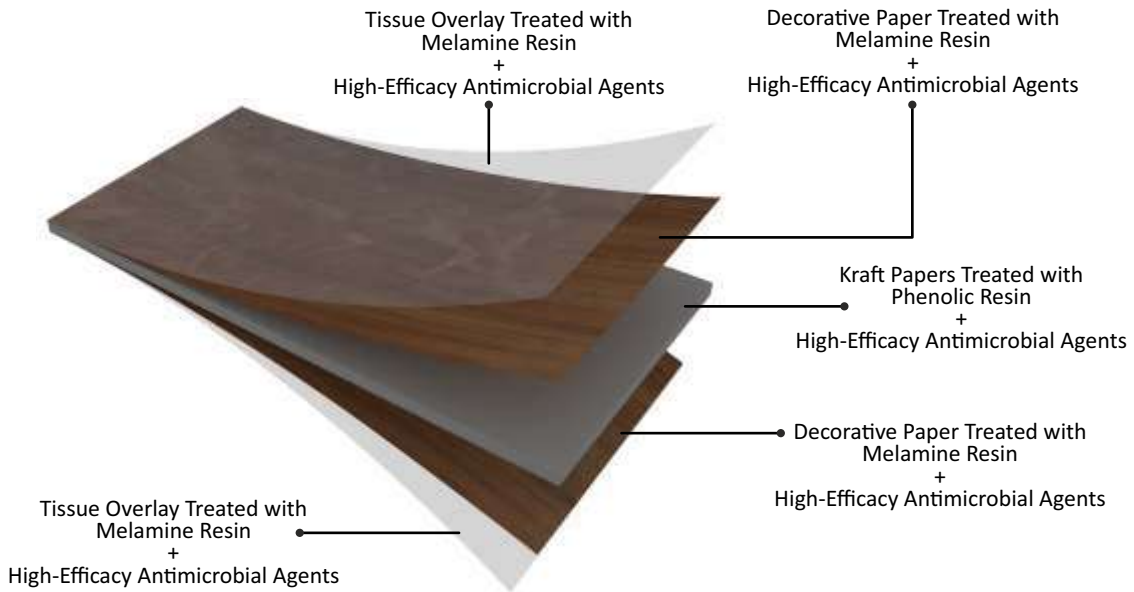 Tissue Overlay Treated with
Melamine Resin
+
High-Efficacy Antimicrobial Agents
Decorative Paper Treated with
Melamine Resin
+
High-Efficacy Antimicrobial Agents
Kraft Papers Treated with
Phenolic Resin
+
High-Efficacy Antimicrobial Agents
Decorative Paper Treated with
Melamine Resin
+
High-Efficacy Antimicrobial Agents
Tissue Overlay Treated with
Melamine Resin
+
High-Efficacy Antimicrobial Agents